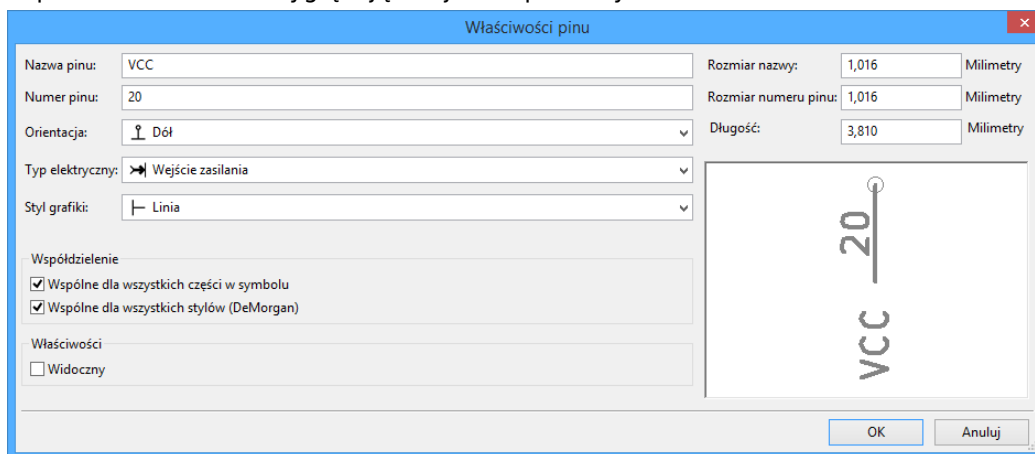 Właściwości pinu
Nazwa pinu: VCC
Numer pinu: 20
Orientacja: Dół
Typ elektryczny: Wejście zasilania
Styl grafiki: Linia
Współdzielenie
Wspólne dla wszystkich części w symbolu
Wspólne dla wszystkich stylów (DeMorgan)
Właściwości
Widoczny
Rozmiar nazwy: 1,016 Milimetry
Rozmiar numeru pinu: 1,016 Milimetry
Długość: 3,810 Milimetry
20
VCC
OK Anuluj